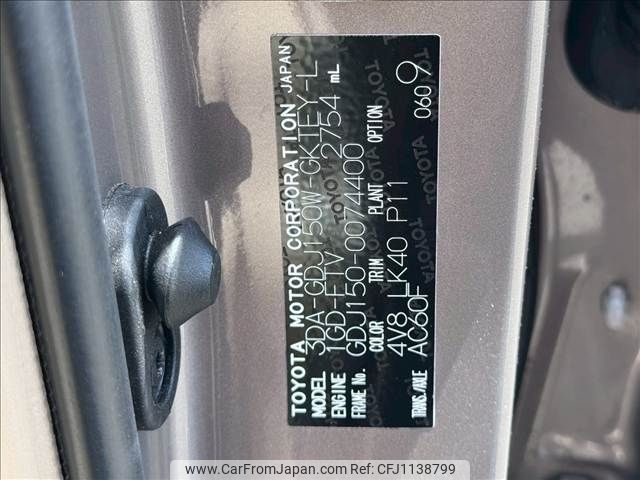 TOYOTA MOTOR CORPORATION JAPAN
MODEL 3DA-GDJ150W-GKTEY-L
ENGINE 1GD-FTV 2754 mL
FRAME No. GDJ150-0074400
COLOR TRIM PLANT OPTION
4V8 LK40 P11 0609
TRANS/AXLE AC60F
www.CarFromJapan.com CFJ1138799